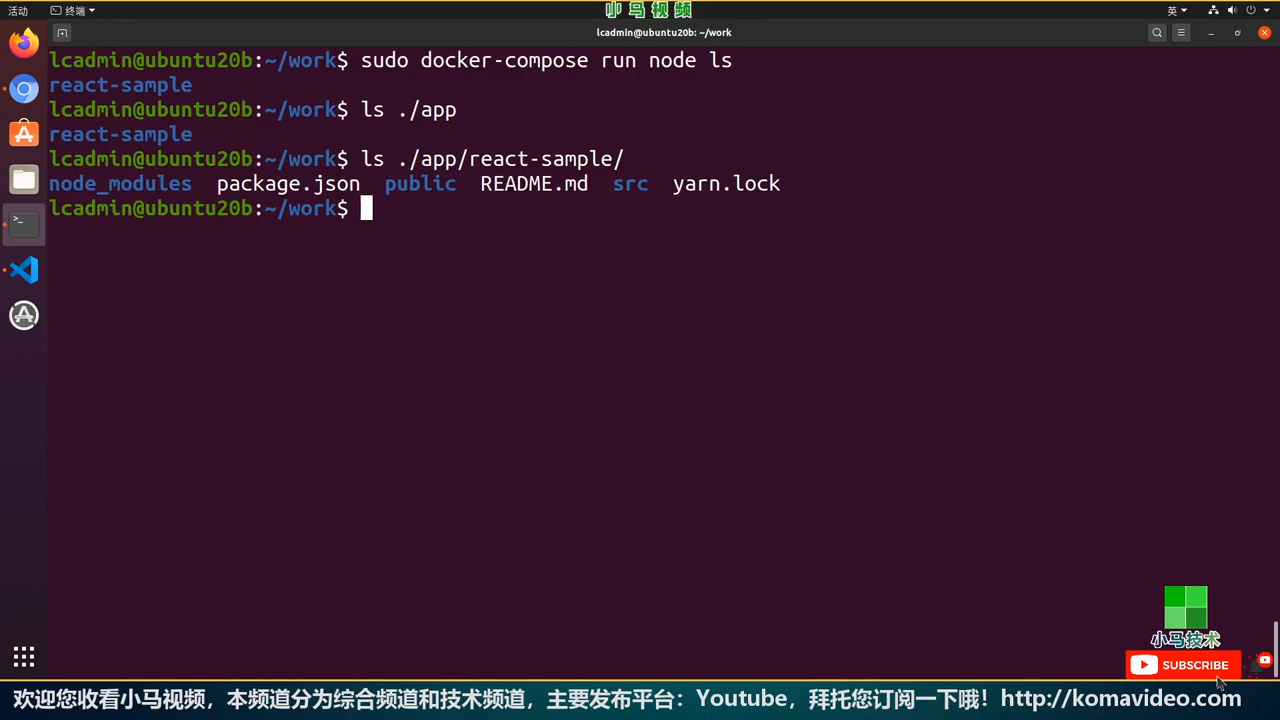 活动
终端
小马视频
英
lcadmin@ubuntu20b: ~/work
lcadmin@ubuntu20b:~/work$ sudo docker-compose run node ls
react-sample
lcadmin@ubuntu20b:~/work$ ls ./app
react-sample
lcadmin@ubuntu20b:~/work$ ls ./app/react-sample/
node_modules package.json public README.md src yarn.lock
lcadmin@ubuntu20b:~/work$
小马技术
SUBSCRIBE
欢迎您收看小马视频，本频道分为综合频道和技术频道，主要发布平台：Youtube，拜托您订阅一下哦！http://komavideo.com